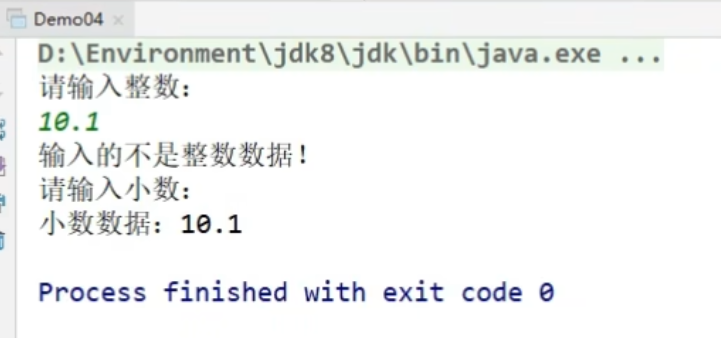 Demo04
D:\Environment\jdk8\jdk\bin\java.exe ...
请输入整数：
10.1
输入的不是整数数据！
请输入小数：
小数数据：10.1
Process finished with exit code 0